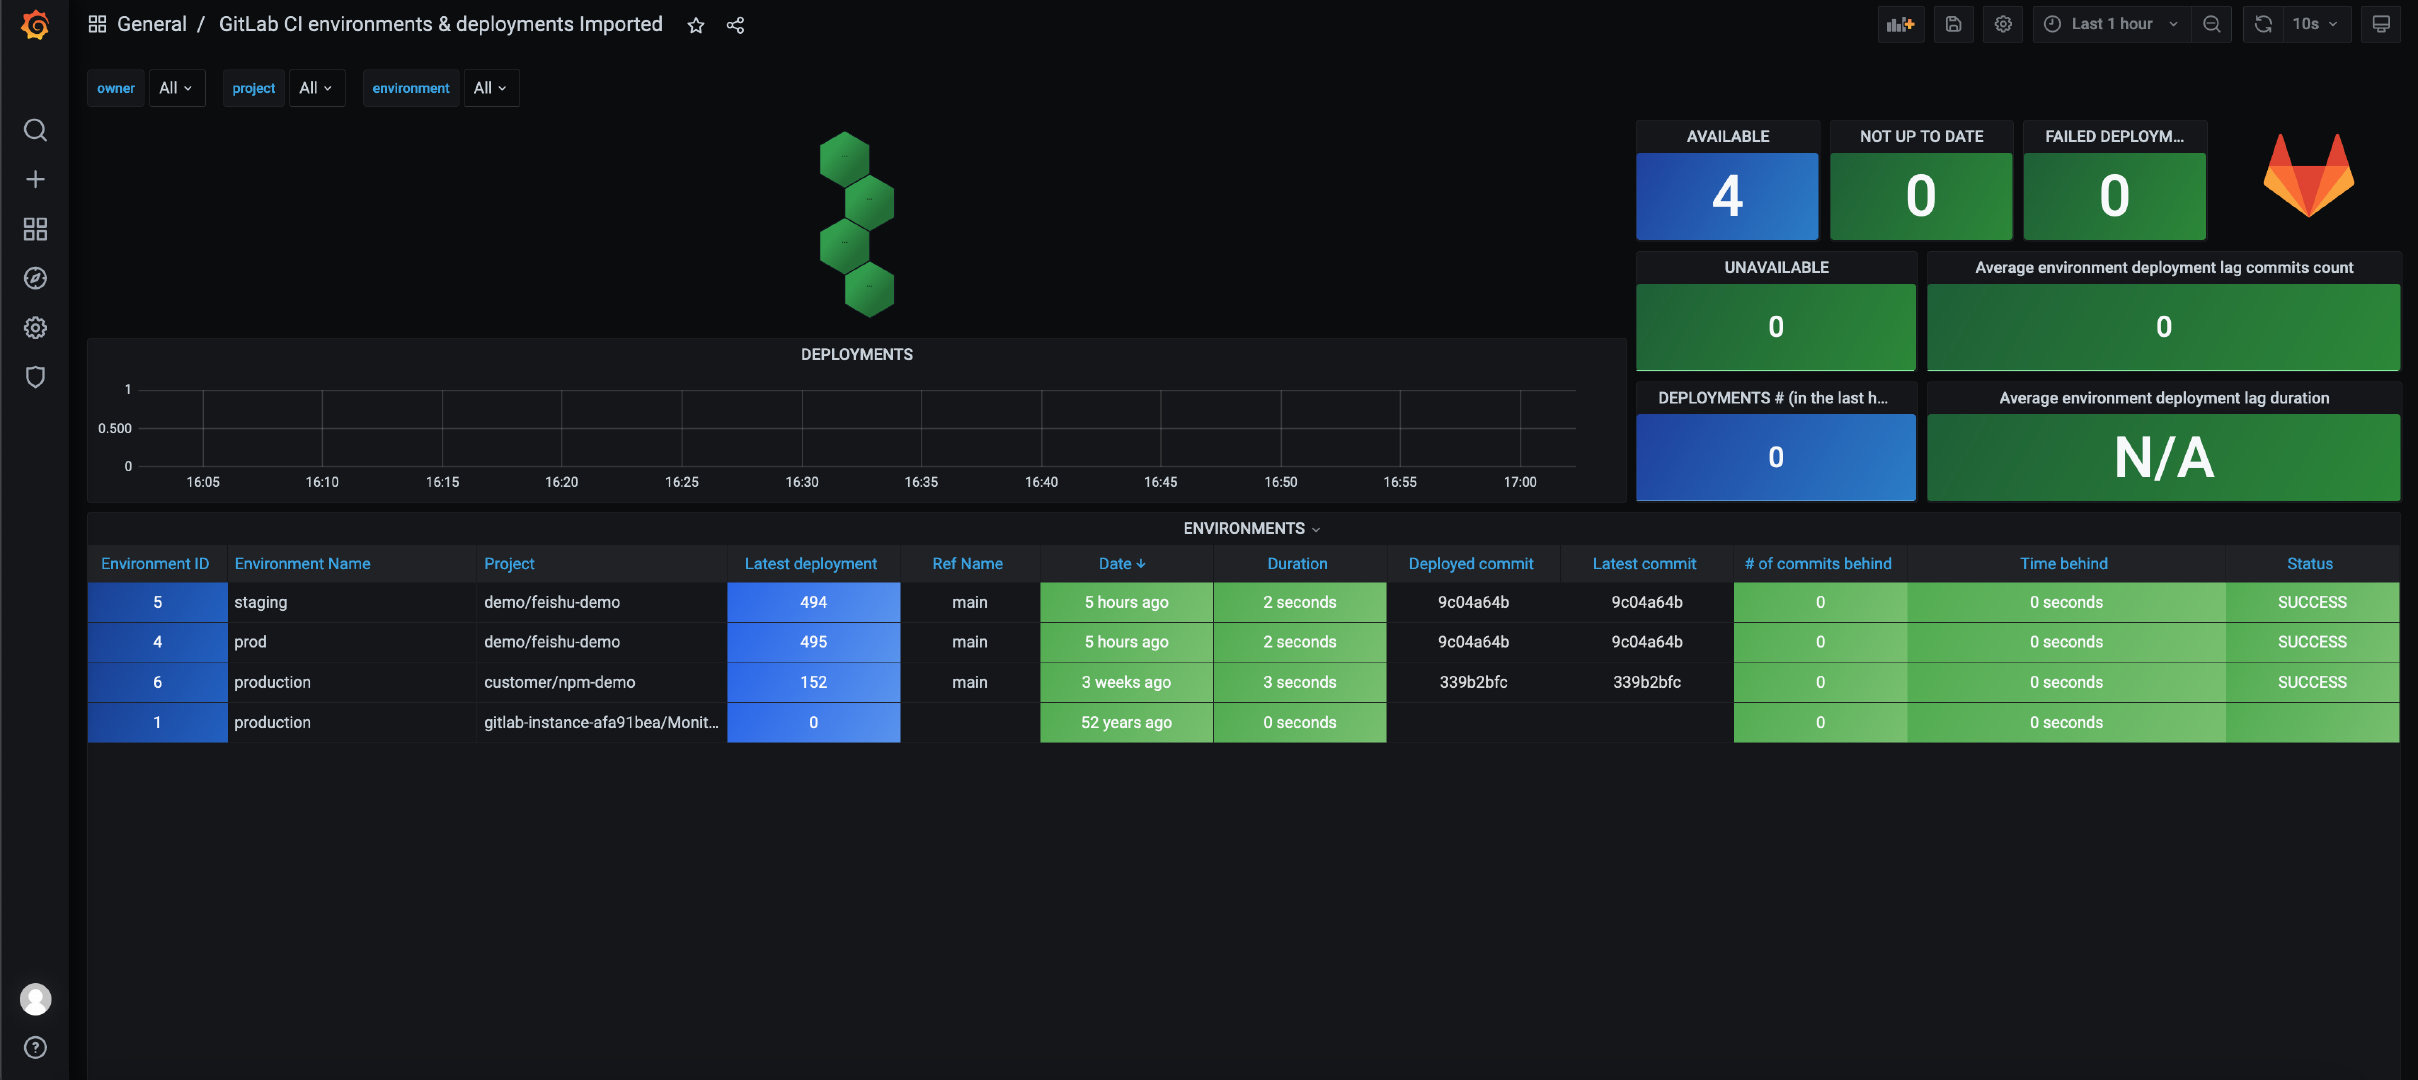 General / GitLab CI environments & deployments Imported
Last 1 hour
10s
owner All project All environment All
AVAILABLE NOT UP TO DATE FAILED DEPLOYM...
4 0 0
UNAVAILABLE Average environment deployment lag commits count
0 0
DEPLOYMENTS
1
0.500
0
16:05 16:10 16:15 16:20 16:25 16:30 16:35 16:40 16:45 16:50 16:55 17:00
DEPLOYMENTS # (in the last h... Average environment deployment lag duration
0 N/A
ENVIRONMENTS
Environment ID Environment Name Project Latest deployment Ref Name Date Duration Deployed commit Latest commit # of commits behind Time behind Status
5 staging demo/feishu-demo 494 main 5 hours ago 2 seconds 9c04a64b 9c04a64b 0 0 seconds SUCCESS
4 prod demo/feishu-demo 495 main 5 hours ago 2 seconds 9c04a64b 9c04a64b 0 0 seconds SUCCESS
6 production customer/npm-demo 152 main 3 weeks ago 3 seconds 339b2bfc 339b2bfc 0 0 seconds SUCCESS
1 production gitlab-instance-afa91bea/Monit... 0 52 years ago 0 seconds 0 0 seconds